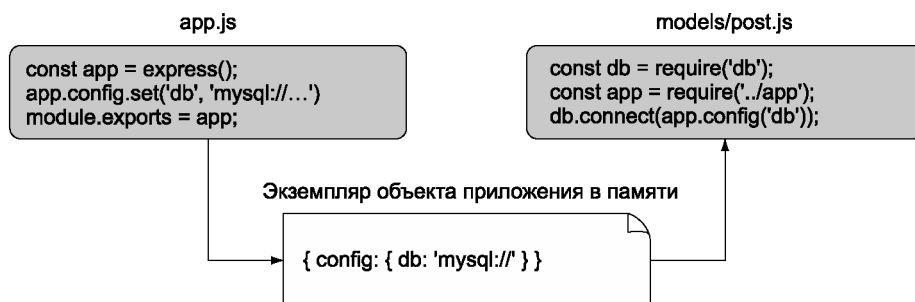 app.js
const app = express();
app.config.set('db', 'mysql://…')
module.exports = app;
models/post.js
const db = require('db');
const app = require('../app');
db.connect(app.config('db'));
Экземпляр объекта приложения в памяти
{ config: { db: 'mysql://' } }